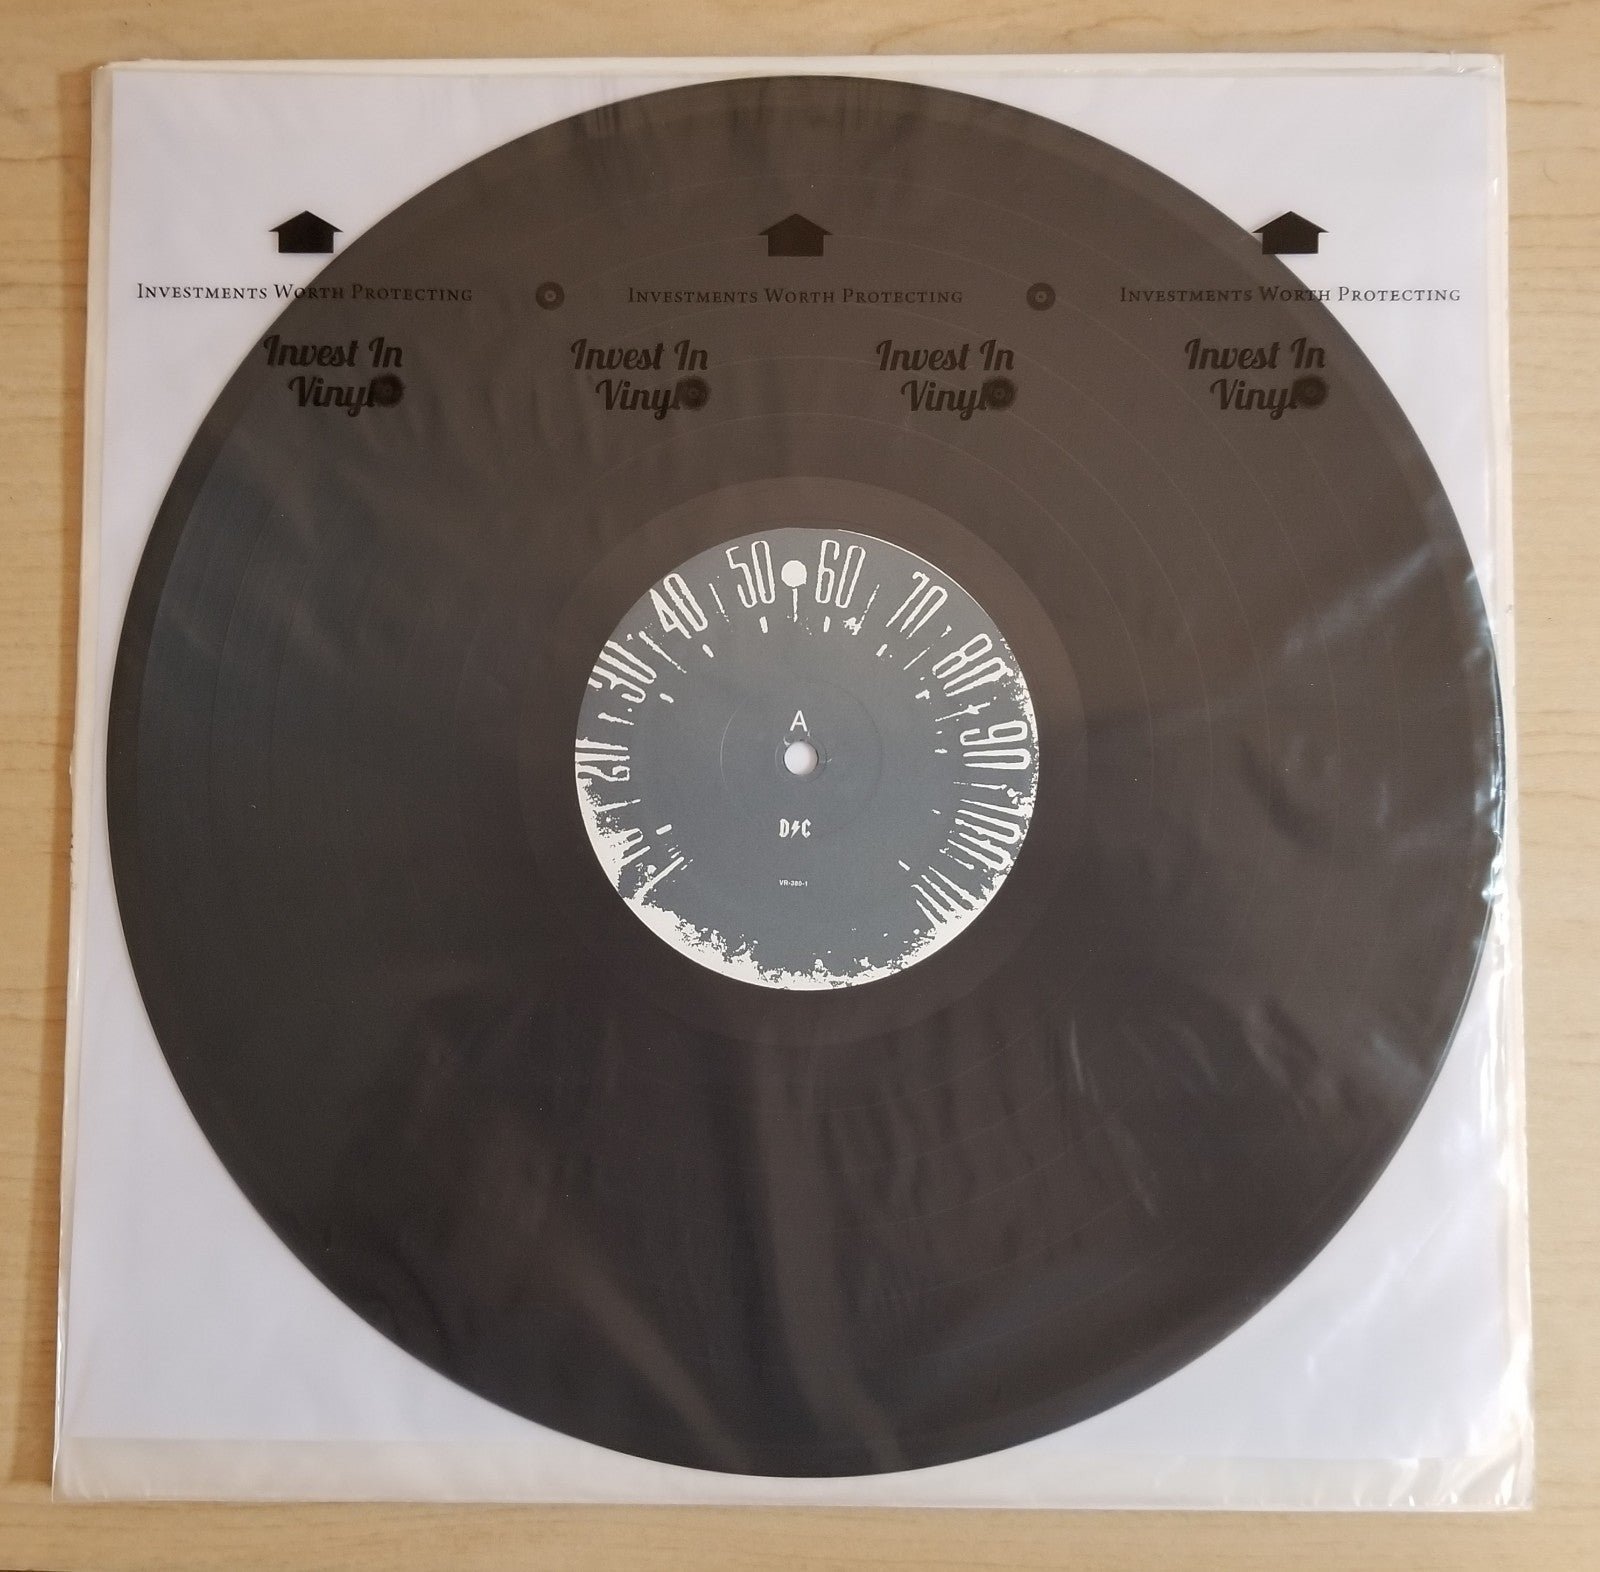 INVESTMENTS WORTH PROTECTING INVESTMENTS WORTH PROTECTING INVESTMENTS WORTH PROTECTING
Invest In Invest In Invest In Invest In
Vinyl Vinyl Vinyl Vinyl
20 30 40 50 60 70 80 90 100 110
A
D⚡C
VR-380-1